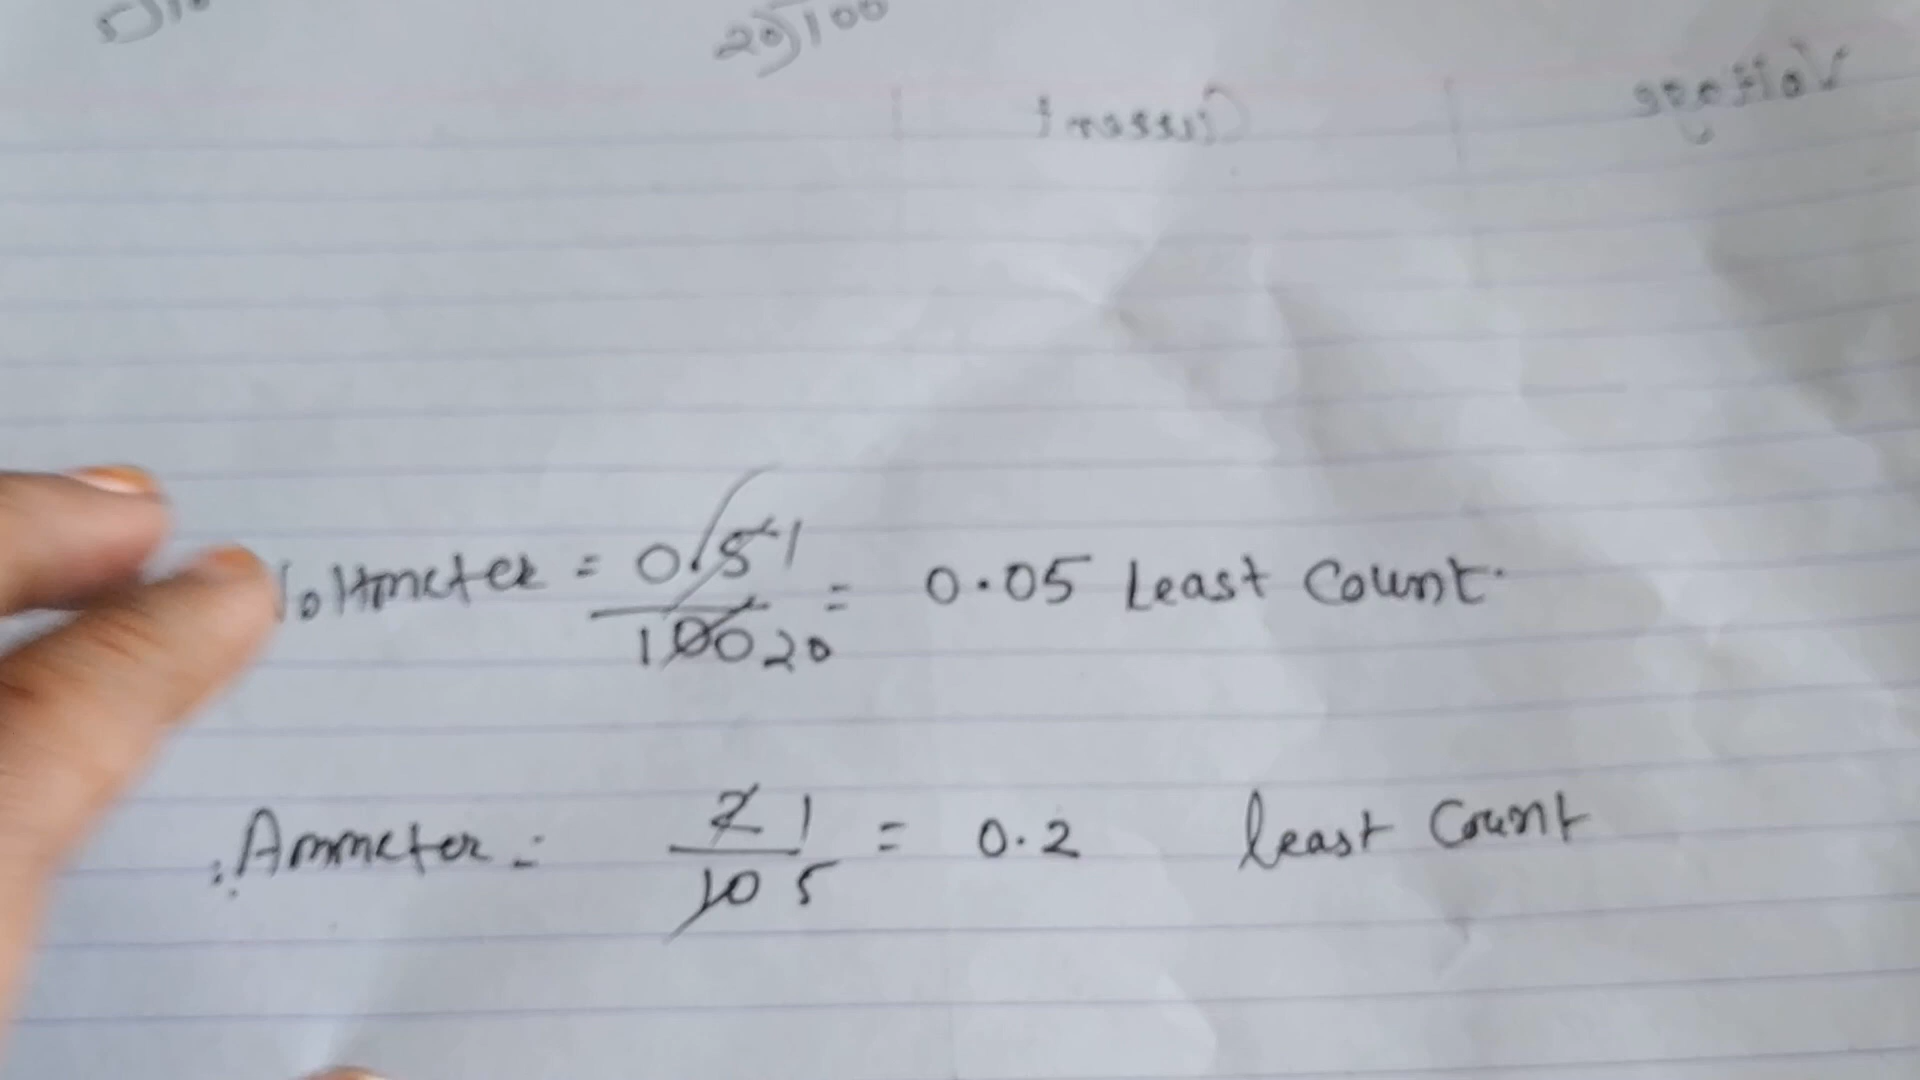 20)100
Voltmeter = 0.5 1 / 100 20 = 0.05 Least Count.
Ammeter = 2 1 / 10 5 = 0.2 least Count